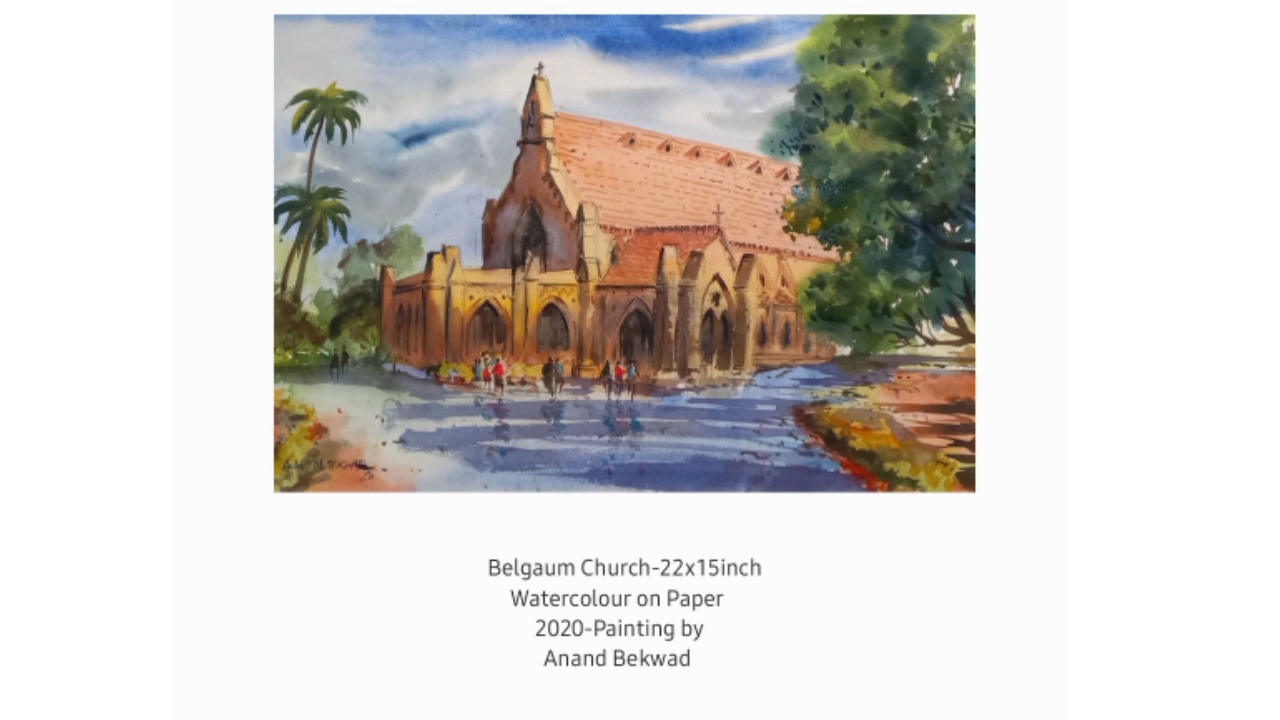 Belgaum Church-22x15inch
Watercolour on Paper
2020-Painting by
Anand Bekwad